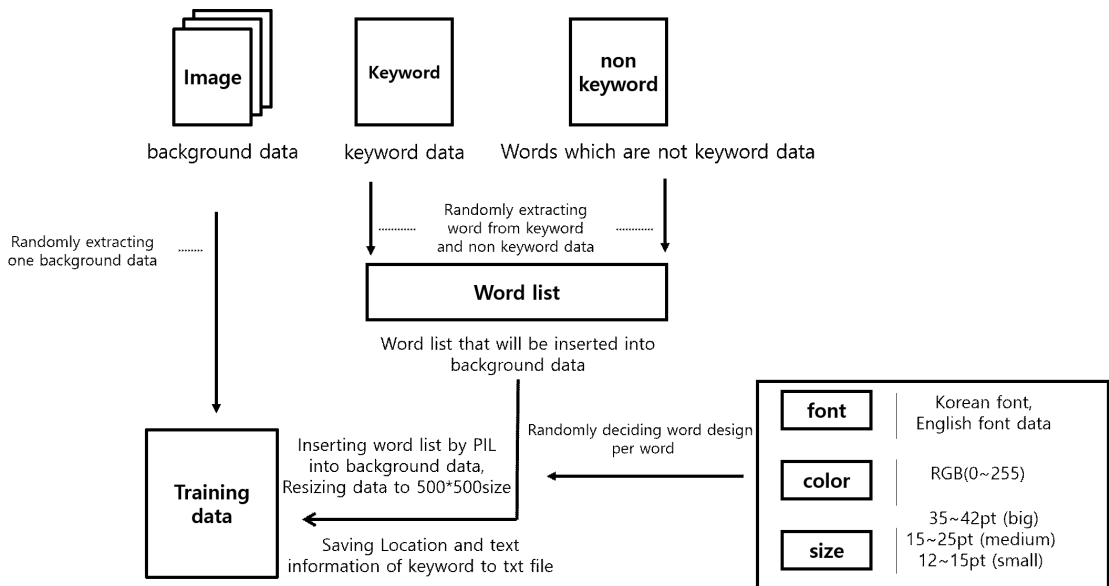 Image
Keyword
non
keyword
background data
keyword data
Words which are not keyword data
Randomly extracting
one background data
Randomly extracting
word from keyword
and non keyword data
Word list
Word list that will be inserted into
background data
Training
data
Inserting word list by PIL
into background data,
Resizing data to 500*500size
Saving Location and text
information of keyword to txt file
Randomly deciding word design
per word
font
Korean font,
English font data
color
RGB(0~255)
size
35~42pt (big)
15~25pt (medium)
12~15pt (small)